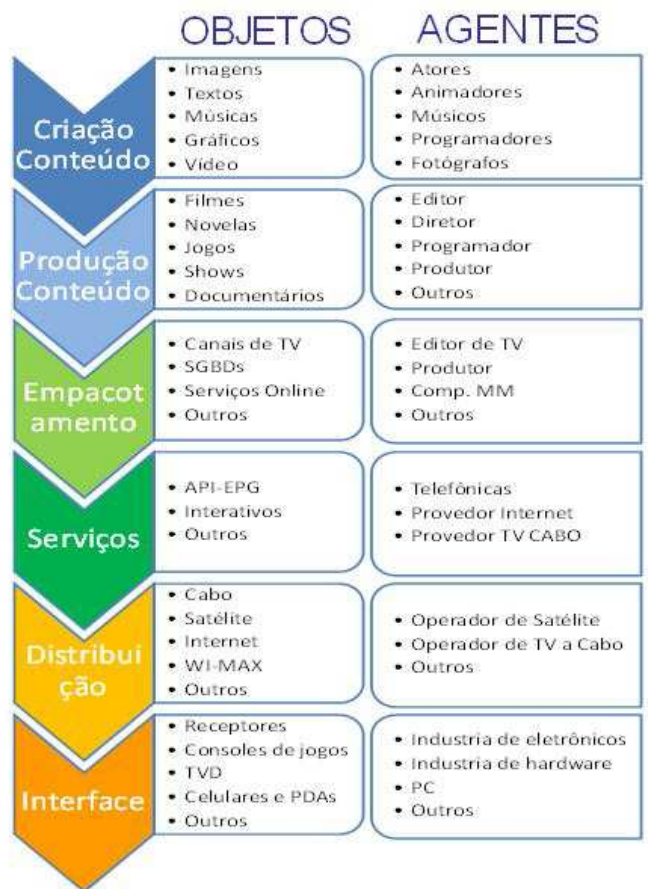 OBJETOS AGENTES
Criação
Conteúdo
• Imagens
• Textos
• Músicas
• Gráficos
• Vídeo
• Atores
• Animadores
• Músicos
• Programadores
• Fotógrafos
Produção
Conteúdo
• Filmes
• Novelas
• Jogos
• Shows
• Documentários
• Editor
• Diretor
• Programador
• Produtor
• Outros
Empacot
amento
• Canais de TV
• SGBDs
• Serviços Online
• Outros
• Editor de TV
• Produtor
• Comp. MM
• Outros
Serviços
• API-EPG
• Interativos
• Outros
• Telefônicas
• Provedor Internet
• Provedor TV CABO
Distribui
ção
• Cabo
• Satélite
• Internet
• WI-MAX
• Outros
• Operador de Satélite
• Operador de TV a Cabo
• Outros
Interface
• Receptores
• Consoles de jogos
• TVD
• Celulares e PDAs
• Outros
• Industria de eletrônicos
• Industria de hardware
• PC
• Outros